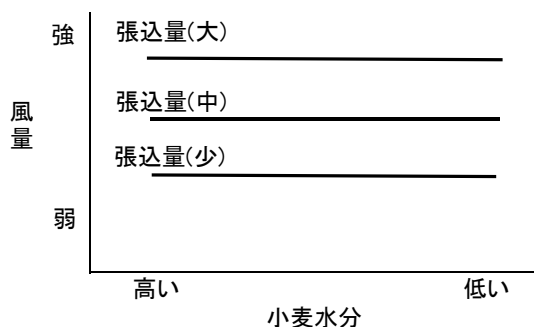 強
張込量(大)
張込量(中)
風量
張込量(少)
弱
高い
低い
小麦水分